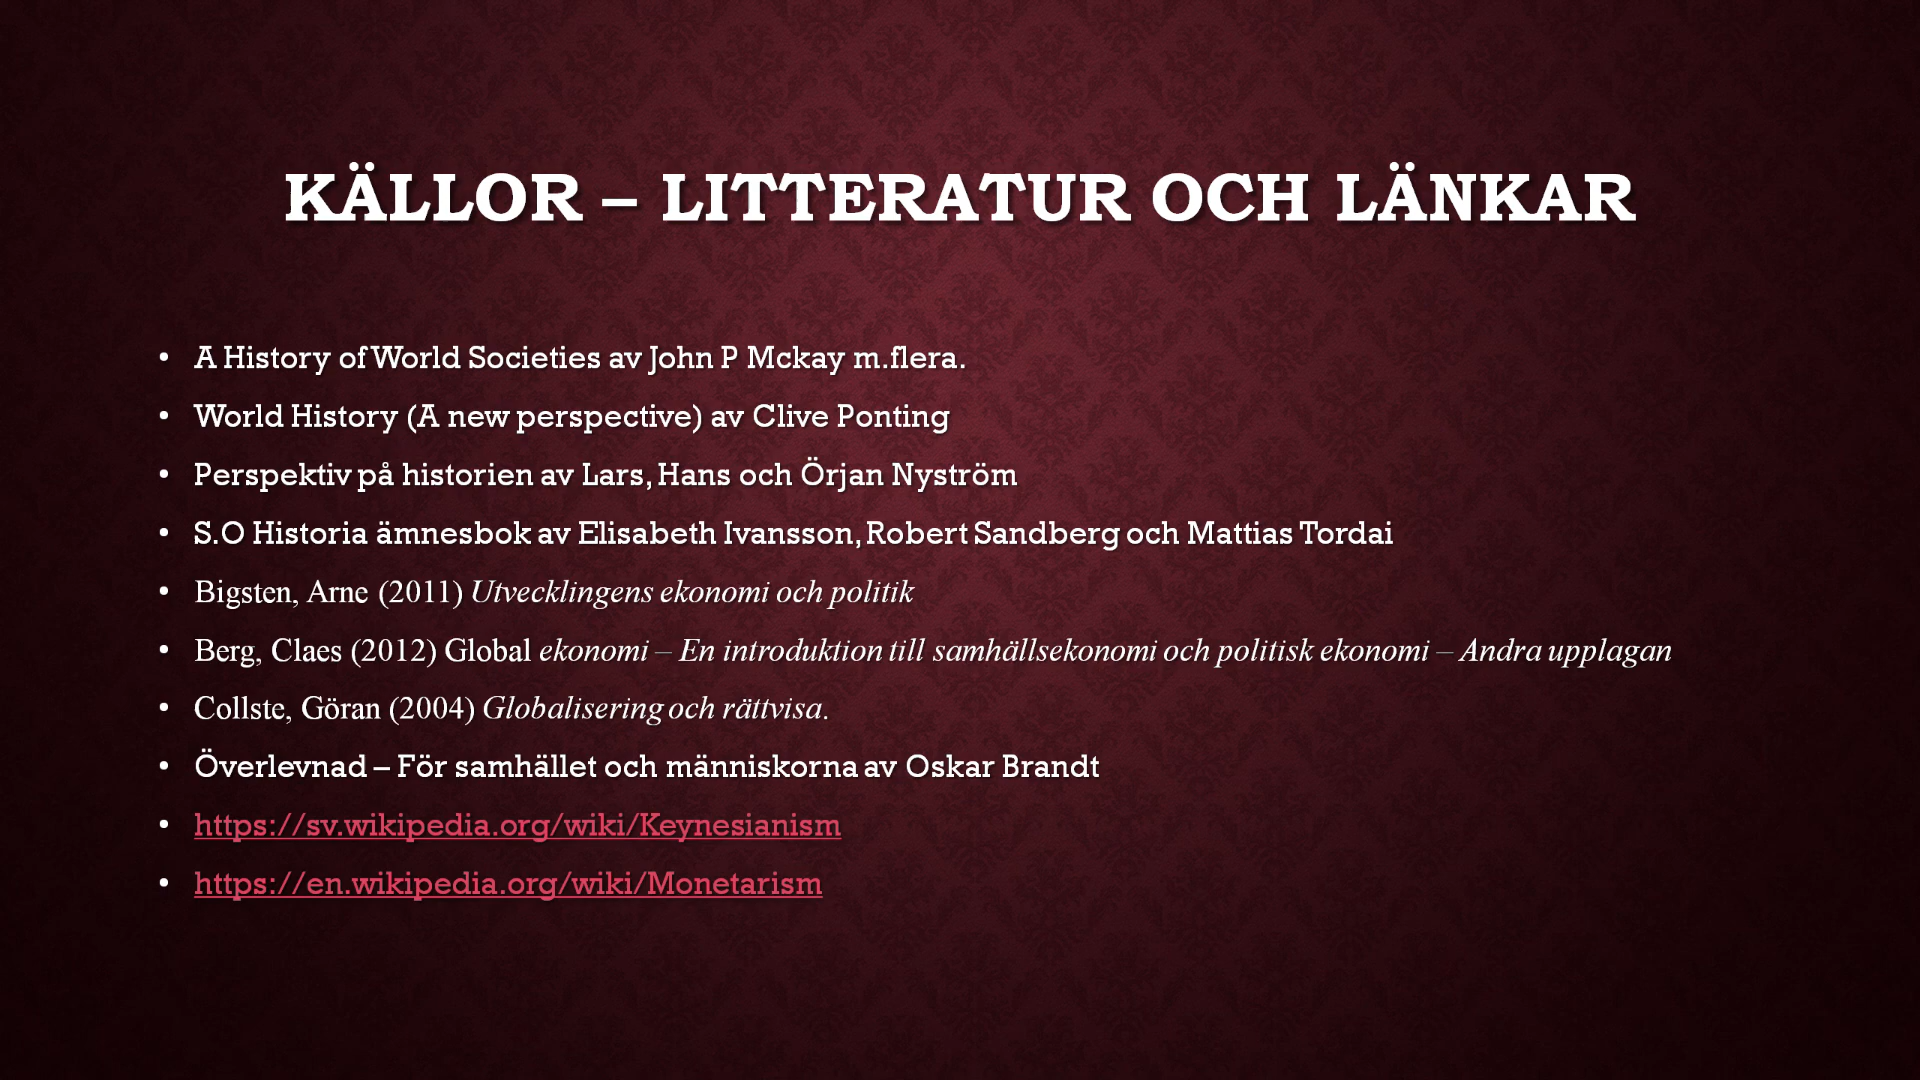 KÄLLOR – LITTERATUR OCH LÄNKAR
• A History of World Societies av John P Mckay m.flera.
• World History (A new perspective) av Clive Ponting
• Perspektiv på historien av Lars, Hans och Örjan Nyström
• S.O Historia ämnesbok av Elisabeth Ivansson, Robert Sandberg och Mattias Tordai
• Bigsten, Arne (2011) Utvecklingens ekonomi och politik
• Berg, Claes (2012) Global ekonomi – En introduktion till samhällsekonomi och politisk ekonomi – Andra upplagan
• Collste, Göran (2004) Globalisering och rättvisa.
• Överlevnad – För samhället och människorna av Oskar Brandt
• https://sv.wikipedia.org/wiki/Keynesianism
• https://en.wikipedia.org/wiki/Monetarism